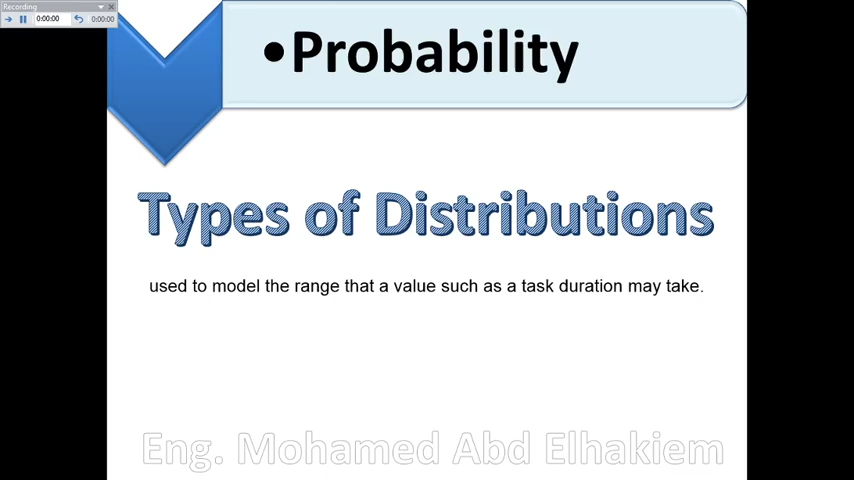 Recording
0:00:00
0:00:00
•Probability
Types of Distributions
used to model the range that a value such as a task duration may take.
Eng. Mohamed Abd Elhakiem